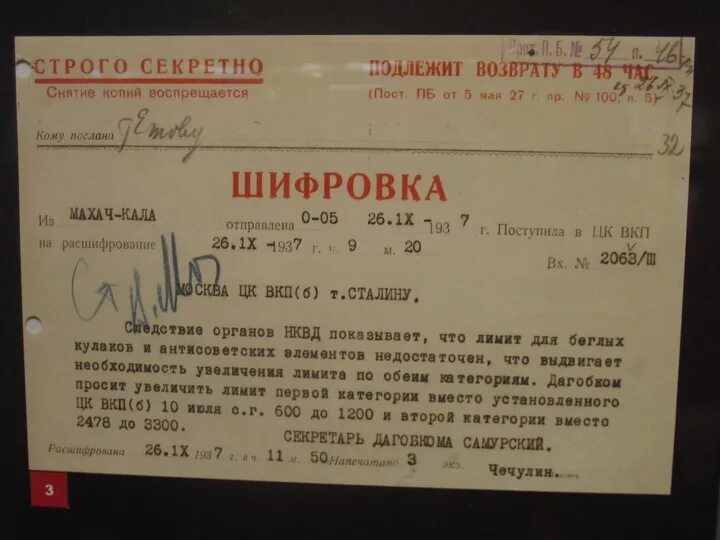 Прот. П.Б. № 54 п. 46
СТРОГО СЕКРЕТНО
Снятие копий воспрещается
ПОДЛЕЖИТ ВОЗВРАТУ В 48 ЧАС
(Пост. ПБ от 5 мая 27 г. пр. № 100, п. 5)
Кому послана т. Ежову
32
ШИФРОВКА
Из МАХАЧ-КАЛА отправлена 0-05 26.IX-1937 г. Поступила в ЦК ВКП
на расшифрование 26.IX-1937 г. ч 9 м. 20
Вх. № 2063/Ш
МОСКВА ЦК ВКП(б) т.СТАЛИНУ.
Следствие органов НКВД показывает, что лимит для беглых
кулаков и антисоветских элементов недостаточен, что выдвигает
необходимость увеличения лимита по обеим категориям. Дагобком
просит увеличить лимит первой категории вместо установленного
ЦК ВКП(б) 10 июля с.г. 600 до 1200 и второй категории вместо
2478 до 3300.
СЕКРЕТАРЬ ДАГОБКОМА САМУРСКИЙ.
Расшифрована 26.IX 1937 г в ч 11 м. 50 Напечатано 3 экз.
Чечулин.
3